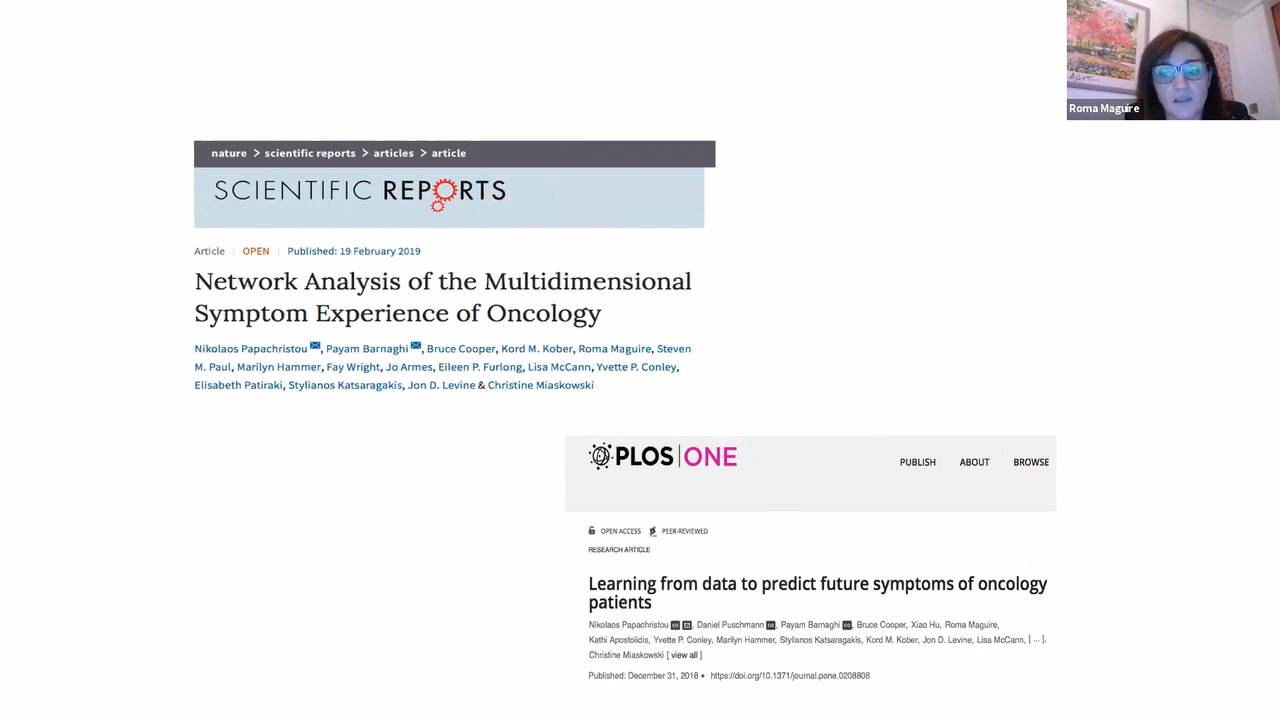 Roma Maguire
nature > scientific reports > articles > article
SCIENTIFIC REPORTS
Article | OPEN | Published: 19 February 2019
Network Analysis of the Multidimensional
Symptom Experience of Oncology
Nikolaos Papachristou, Payam Barnaghi, Bruce Cooper, Kord M. Kober, Roma Maguire, Steven
M. Paul, Marilyn Hammer, Fay Wright, Jo Armes, Eileen P. Furlong, Lisa McCann, Yvette P. Conley,
Elisabeth Patiraki, Stylianos Katsaragakis, Jon D. Levine & Christine Miaskowski
PLOS | ONE
PUBLISH ABOUT BROWSE
OPEN ACCESS PEER-REVIEWED
RESEARCH ARTICLE
Learning from data to predict future symptoms of oncology
patients
Nikolaos Papachristou, Daniel Puschmann, Payam Barnaghi, Bruce Cooper, Xiao Hu, Roma Maguire,
Kathi Apostolidis, Yvette P. Conley, Marilyn Hammer, Stylianos Katsaragakis, Kord M. Kober, Jon D. Levine, Lisa McCann, [ ... ],
Christine Miaskowski [ view all ]
Published: December 31, 2018 • https://doi.org/10.1371/journal.pone.0208808